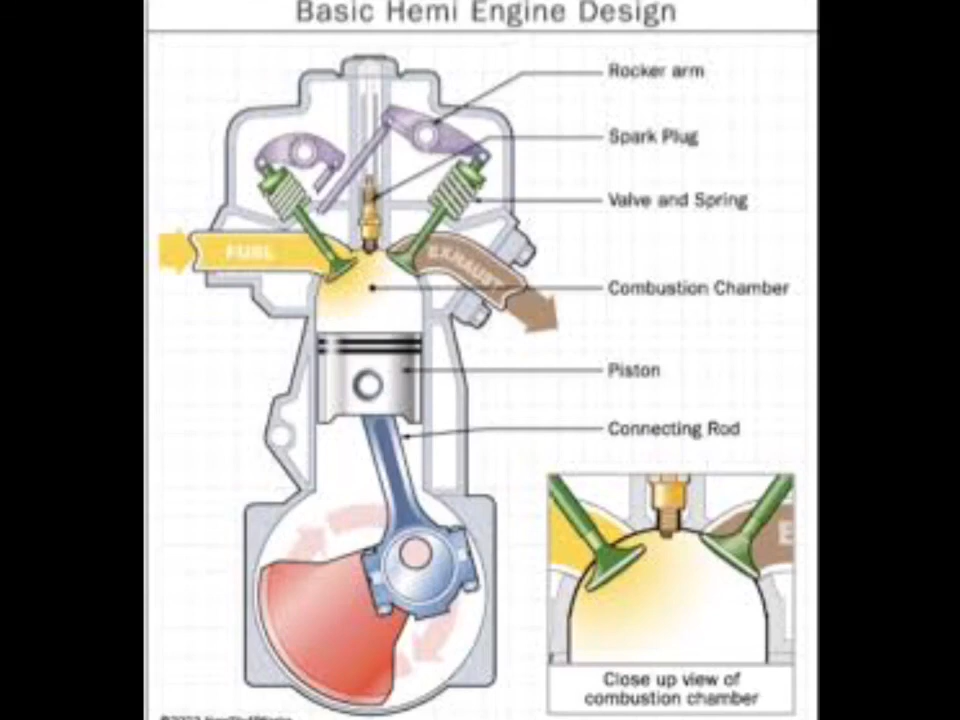 Basic Hemi Engine Design
Rocker arm
Spark Plug
Valve and Spring
FUEL
EXHAUST
Combustion Chamber
Piston
Connecting Rod
E
Close up view of
combustion chamber